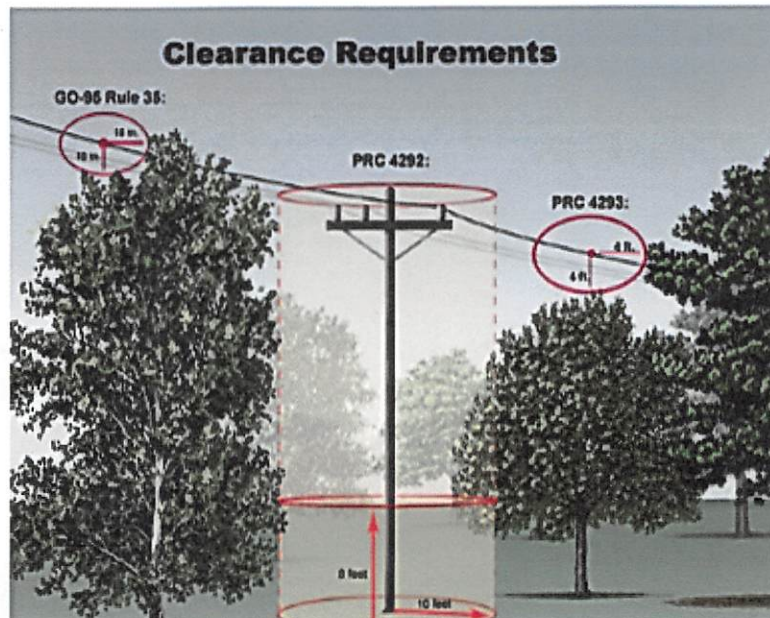 Clearance Requirements
GO-95 Rule 35:
18 in.
18 in
PRC 4292:
PRC 4293:
4 ft.
4 ft.
8 feet
10 feet